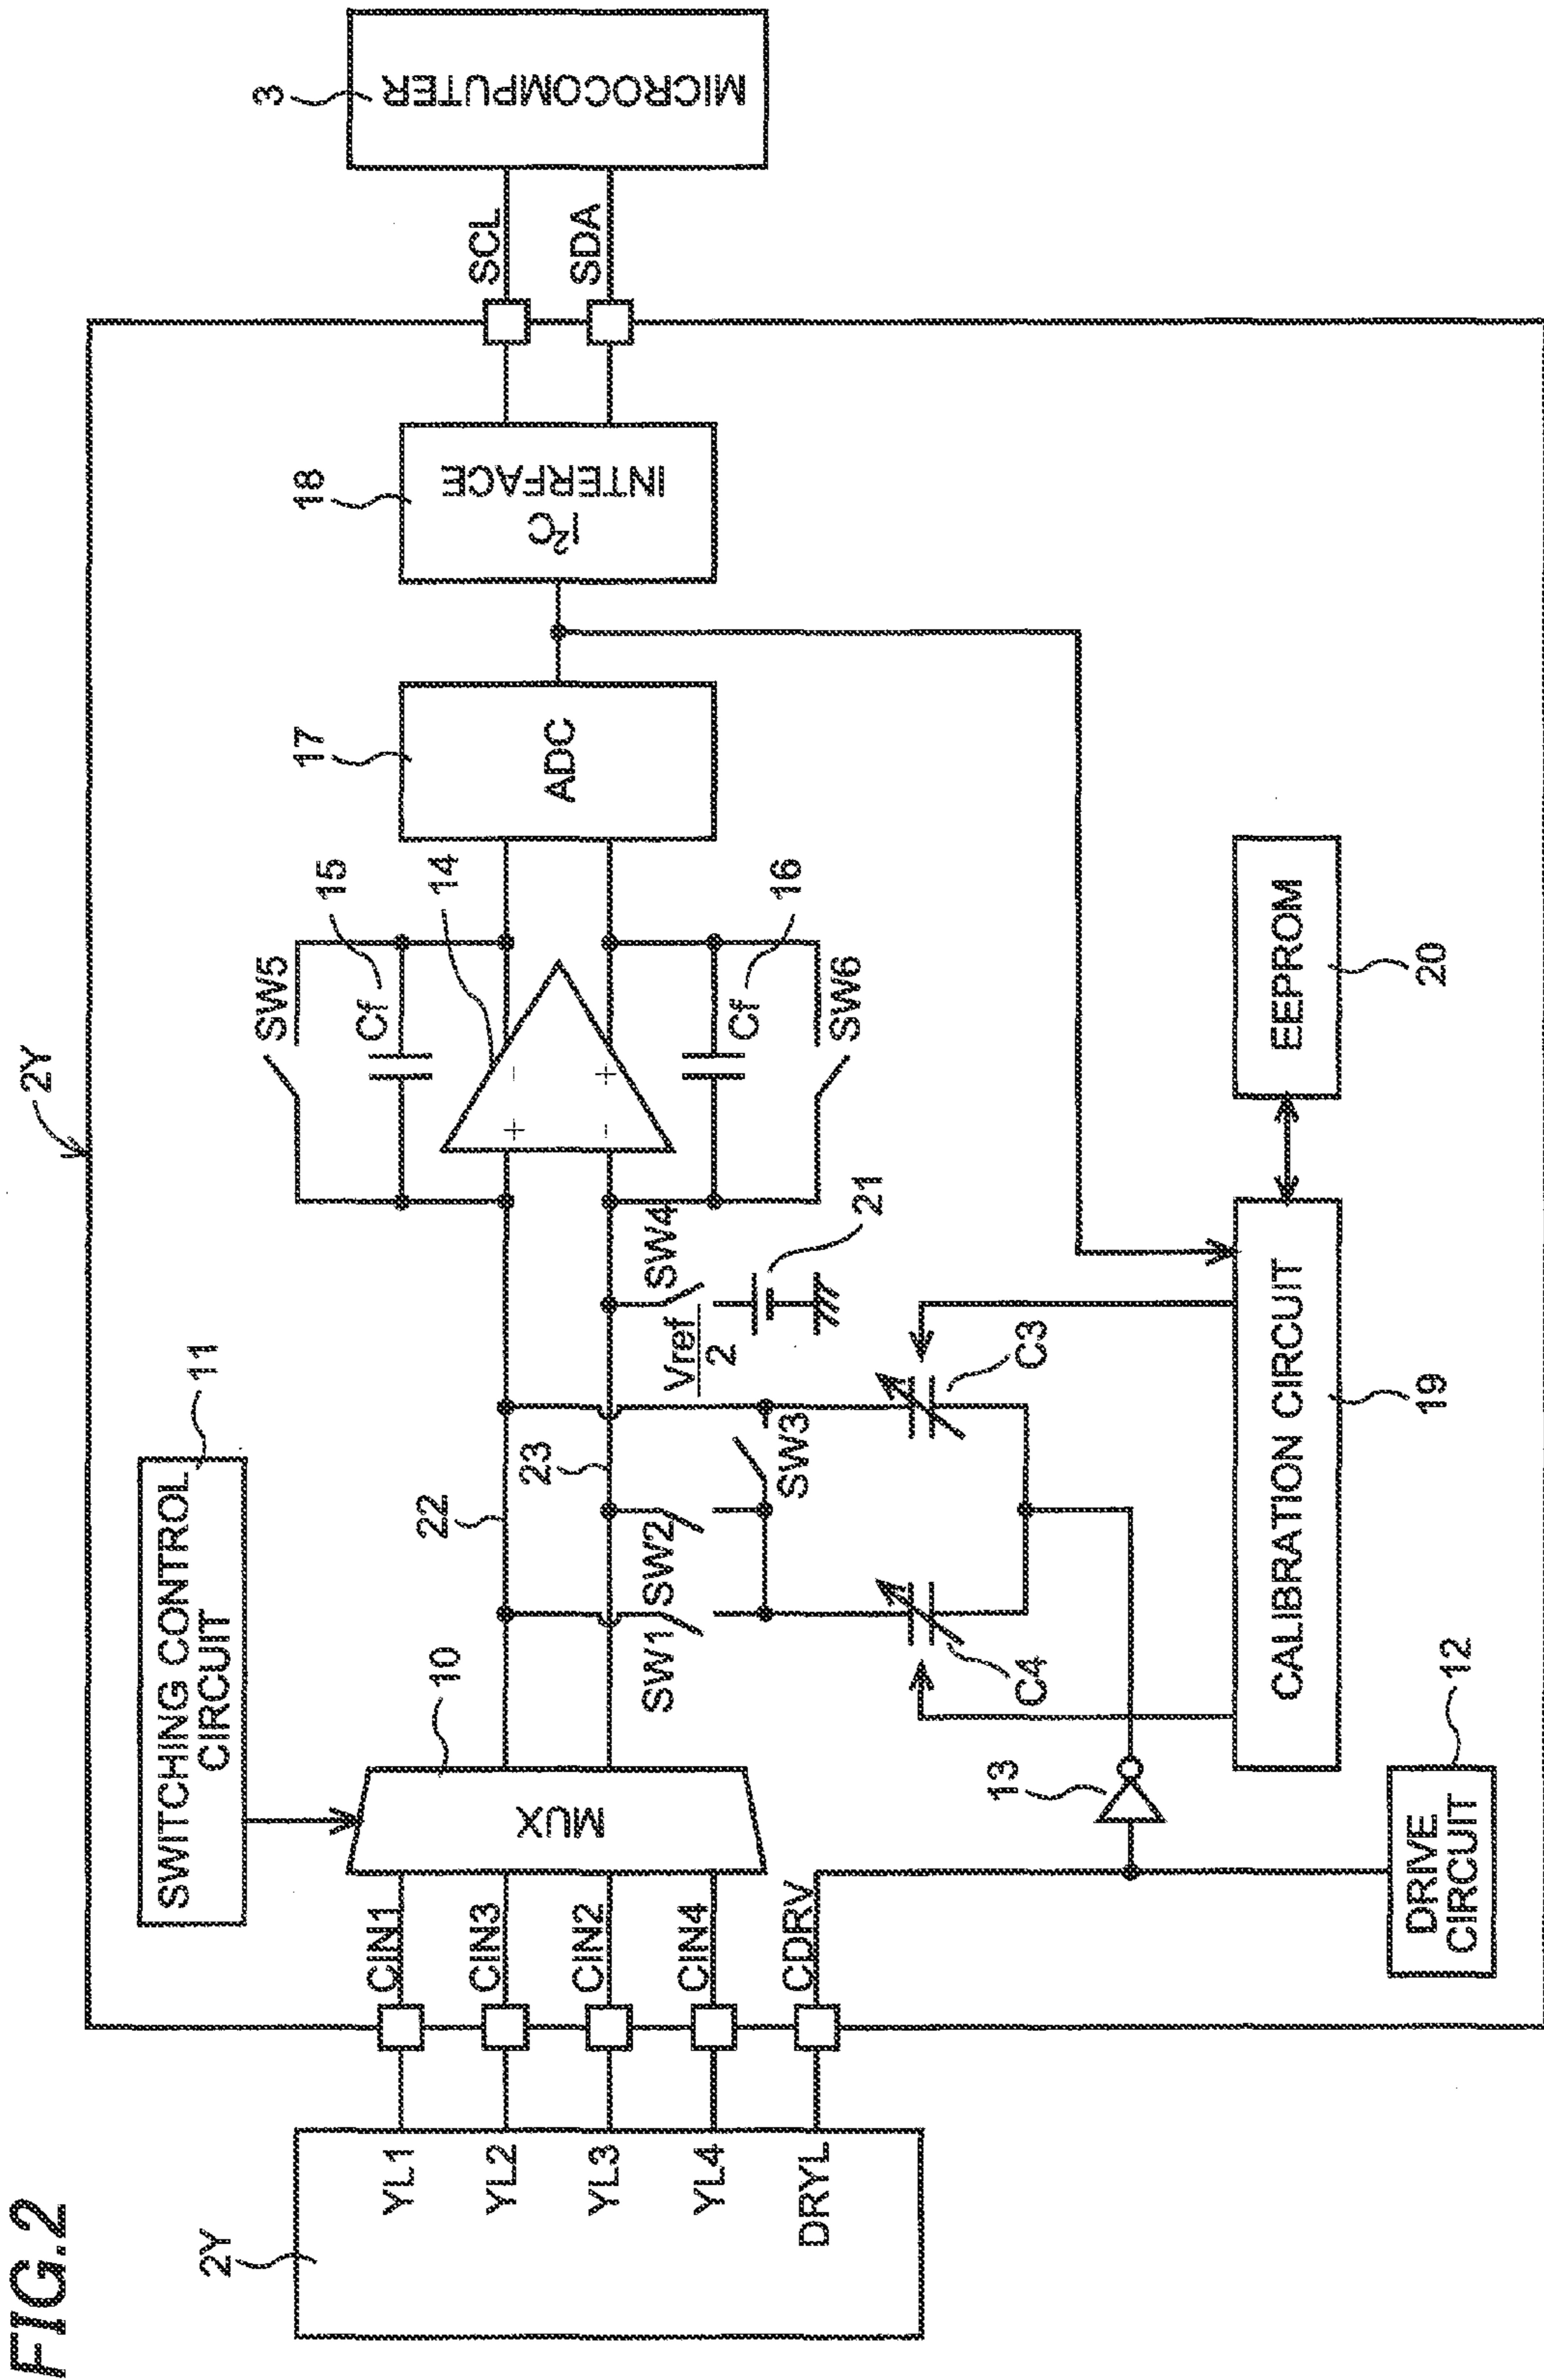 FIG.2
2Y
2Y
YL1
YL2
YL3
YL4
DRYL
CIN1
CIN3
CIN2
CIN4
CDRV
SWITCHING CONTROL
CIRCUIT
11
MUX
10
22
23
SW1
SW2
SW3
SW4
Vref
2
21
C4
C3
13
DRIVE
CIRCUIT
12
CALIBRATION CIRCUIT
19
EEPROM
20
SW5
Cf
15
14
+
-
-
+
Cf
16
SW6
ADC
17
I²C
INTERFACE
18
SCL
SDA
MICROCOMPUTER
3